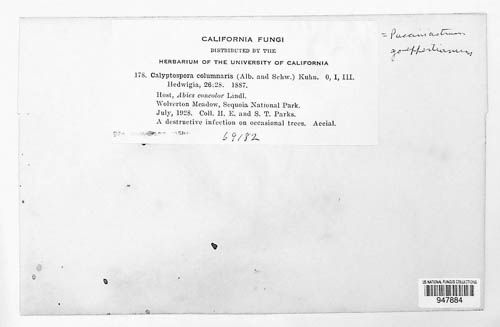 CALIFORNIA FUNGI
DISTRIBUTED BY THE
HERBARIUM OF THE UNIVERSITY OF CALIFORNIA
178. Calyptospora columnaris (Alb. and Schw.) Kuhn. 0, I, III.
Hedwigia, 26:28. 1887.
Host, Abies concolor Lindl.
Wolverton Meadow, Sequoia National Park.
July, 1928. Coll. H. E. and S. T. Parks.
A destructive infection on occasional trees. Aecial.
69182
= Pucciniastrum
goeppertianum
US NATIONAL FUNGUS COLLECTIONS
947884